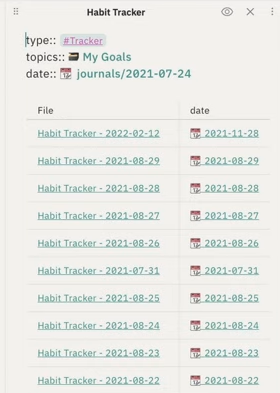 Habit Tracker
type:: #Tracker
topics:: 🗃 My Goals
date:: 📆 journals/2021-07-24
File date
Habit Tracker - 2022-02-12 📆 2021-11-28
Habit Tracker - 2021-08-29 📆 2021-08-29
Habit Tracker - 2021-08-28 📆 2021-08-28
Habit Tracker - 2021-08-27 📆 2021-08-27
Habit Tracker - 2021-08-26 📆 2021-08-26
Habit Tracker - 2021-07-31 📆 2021-07-31
Habit Tracker - 2021-08-25 📆 2021-08-25
Habit Tracker - 2021-08-24 📆 2021-08-24
Habit Tracker - 2021-08-23 📆 2021-08-23
Habit Tracker - 2021-08-22 📆 2021-08-22